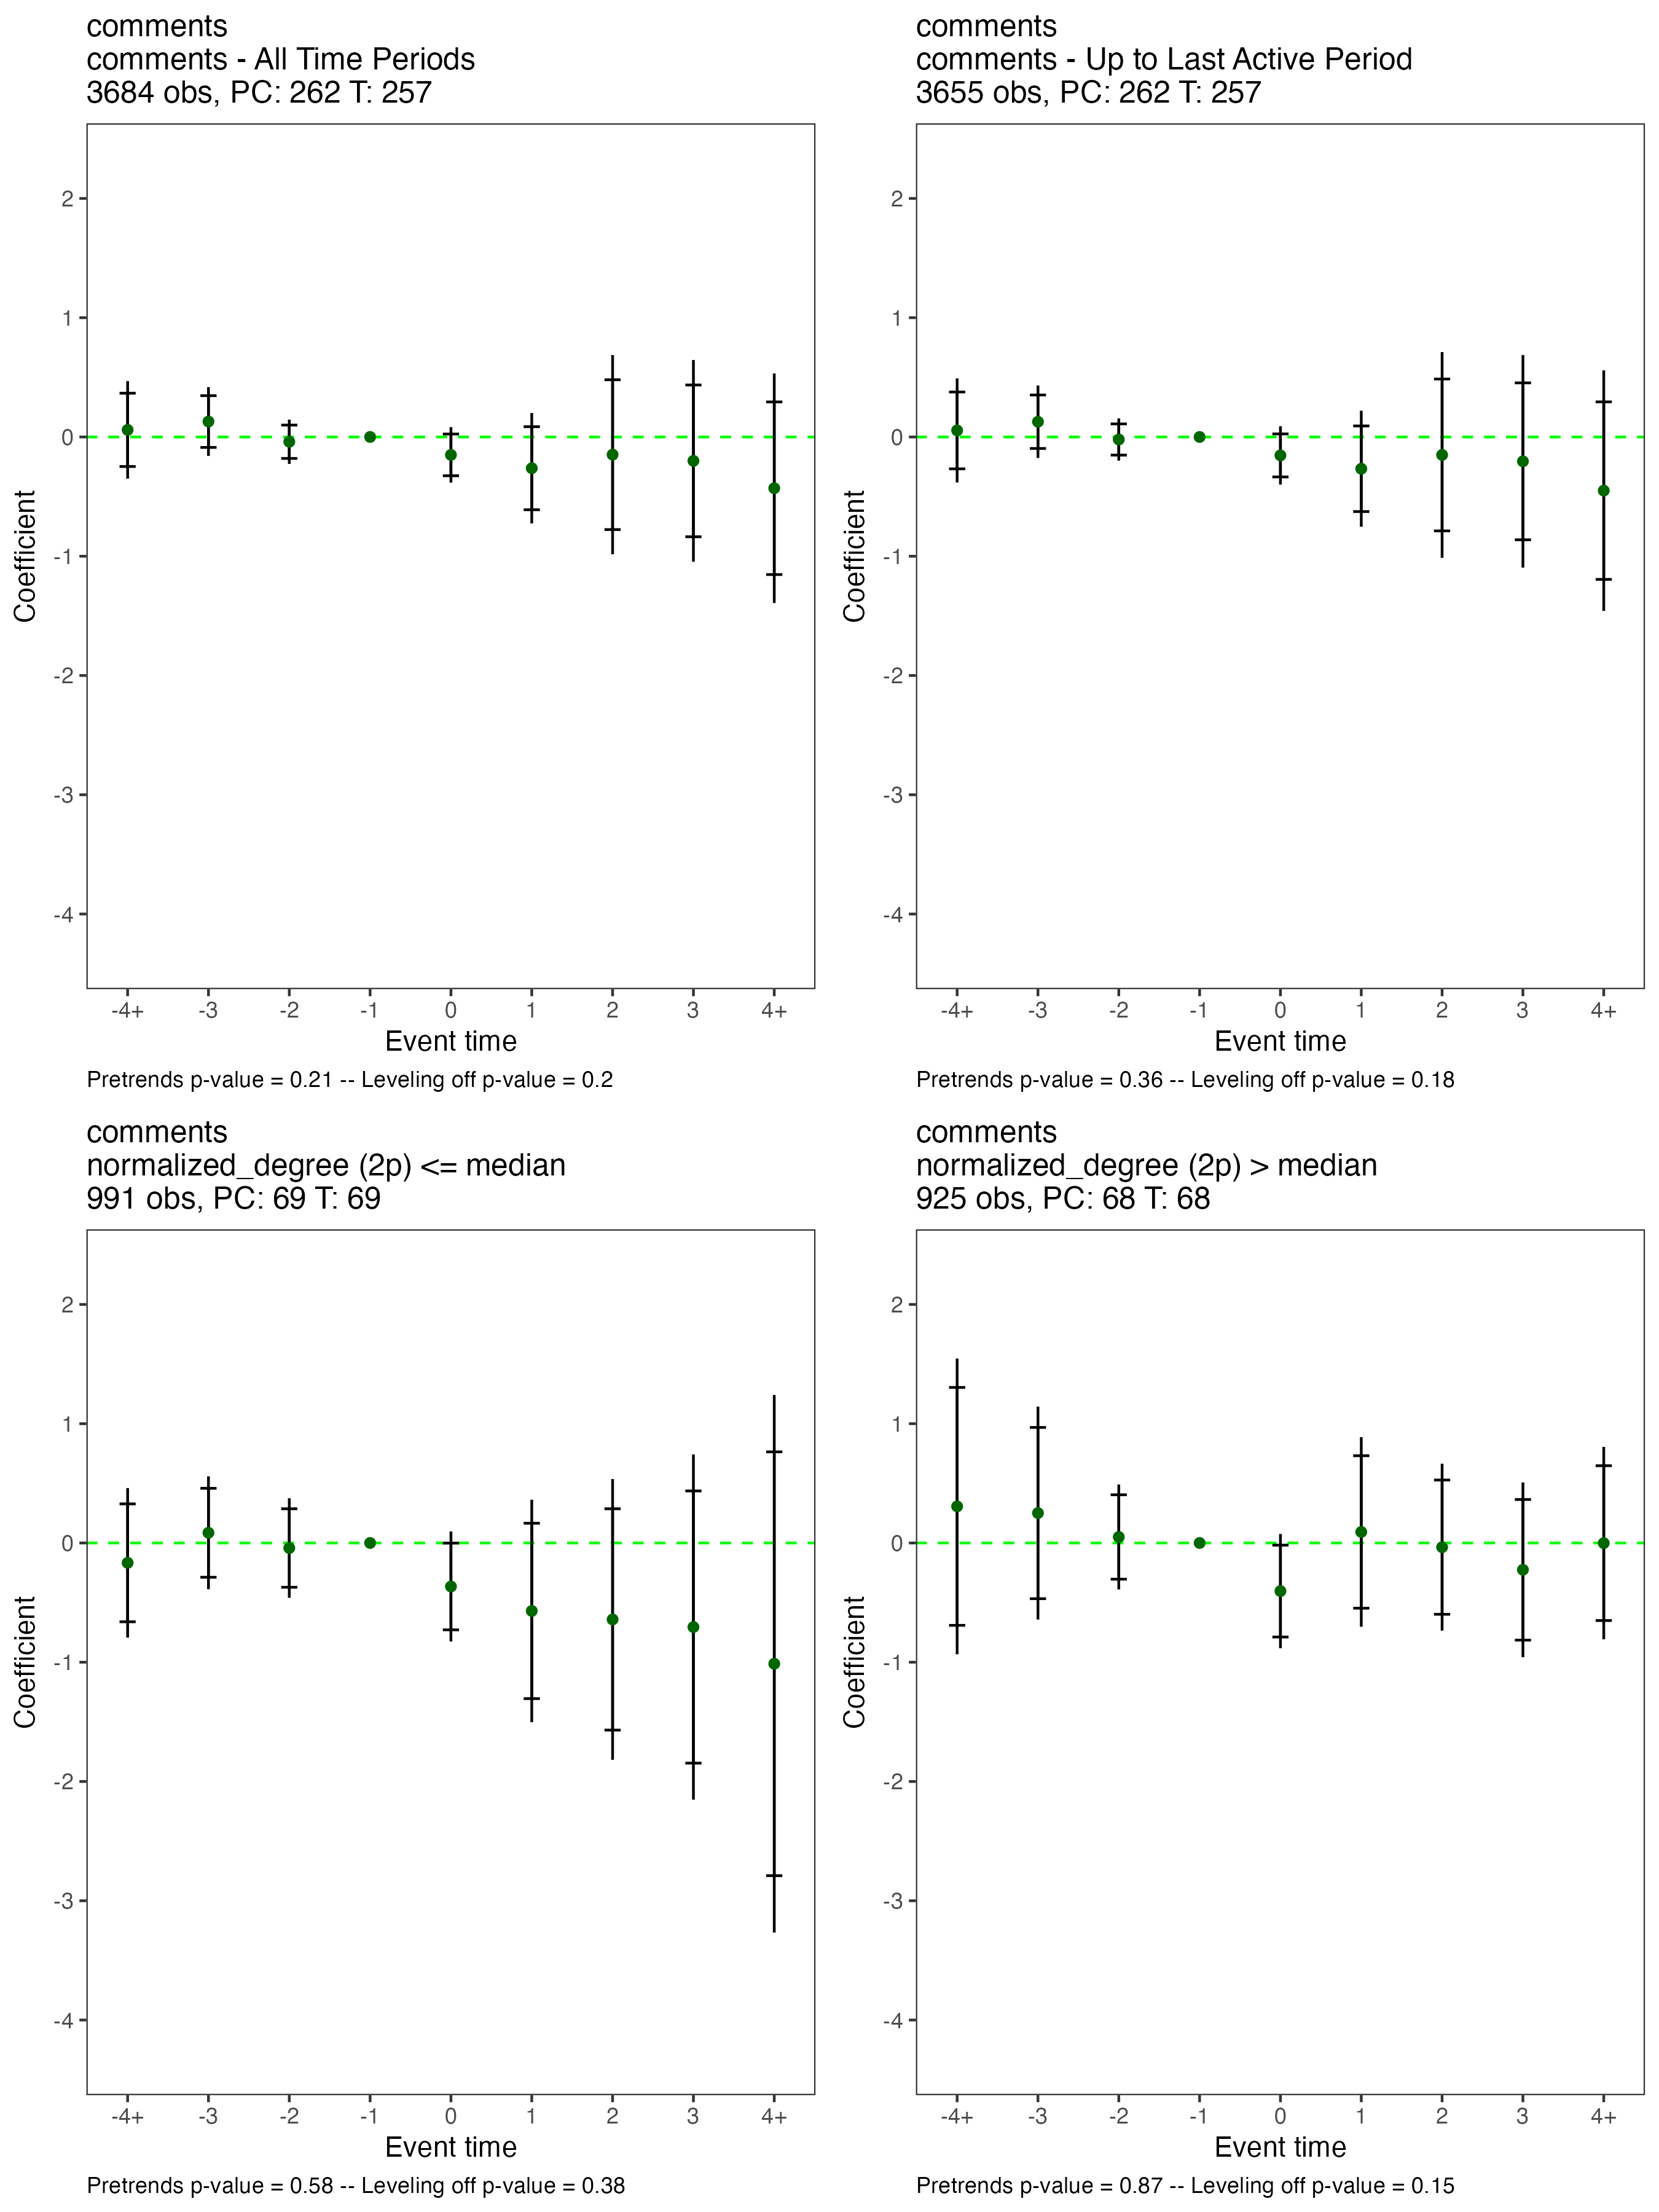 comments
comments - All Time Periods
3684 obs, PC: 262 T: 257
2
1
0
-1
-2
-3
-4
Coefficient
-4+ -3 -2 -1 0 1 2 3 4+
Event time
Pretrends p-value = 0.21 -- Leveling off p-value = 0.2
comments
comments - Up to Last Active Period
3655 obs, PC: 262 T: 257
2
1
0
-1
-2
-3
-4
Coefficient
-4+ -3 -2 -1 0 1 2 3 4+
Event time
Pretrends p-value = 0.36 -- Leveling off p-value = 0.18
comments
normalized_degree (2p) <= median
991 obs, PC: 69 T: 69
2
1
0
-1
-2
-3
-4
Coefficient
-4+ -3 -2 -1 0 1 2 3 4+
Event time
Pretrends p-value = 0.58 -- Leveling off p-value = 0.38
comments
normalized_degree (2p) > median
925 obs, PC: 68 T: 68
2
1
0
-1
-2
-3
-4
Coefficient
-4+ -3 -2 -1 0 1 2 3 4+
Event time
Pretrends p-value = 0.87 -- Leveling off p-value = 0.15